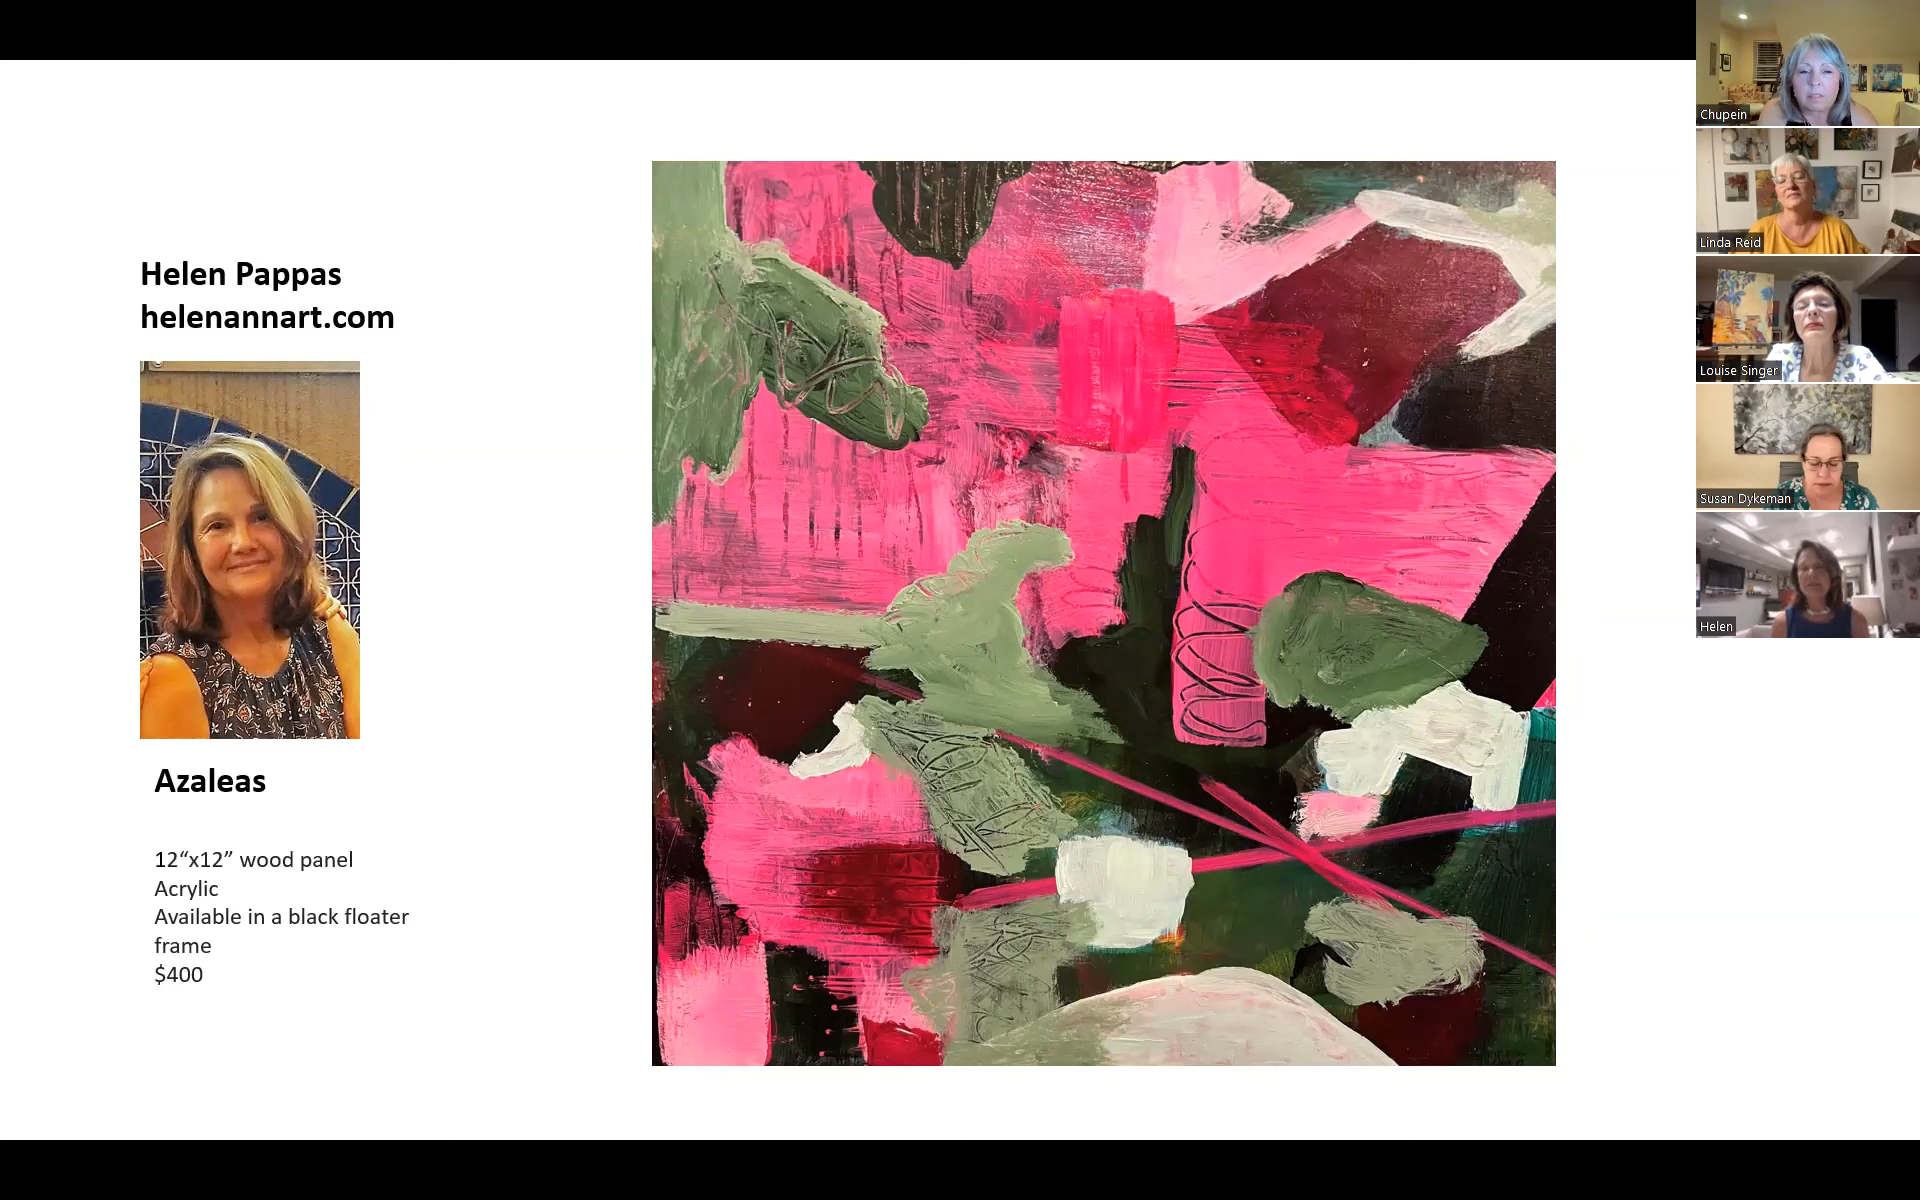 Helen Pappas
helenannart.com
Azaleas
12“x12” wood panel
Acrylic
Available in a black floater
frame
$400
Chupein
Linda Reid
Louise Singer
Susan Dykeman
Helen